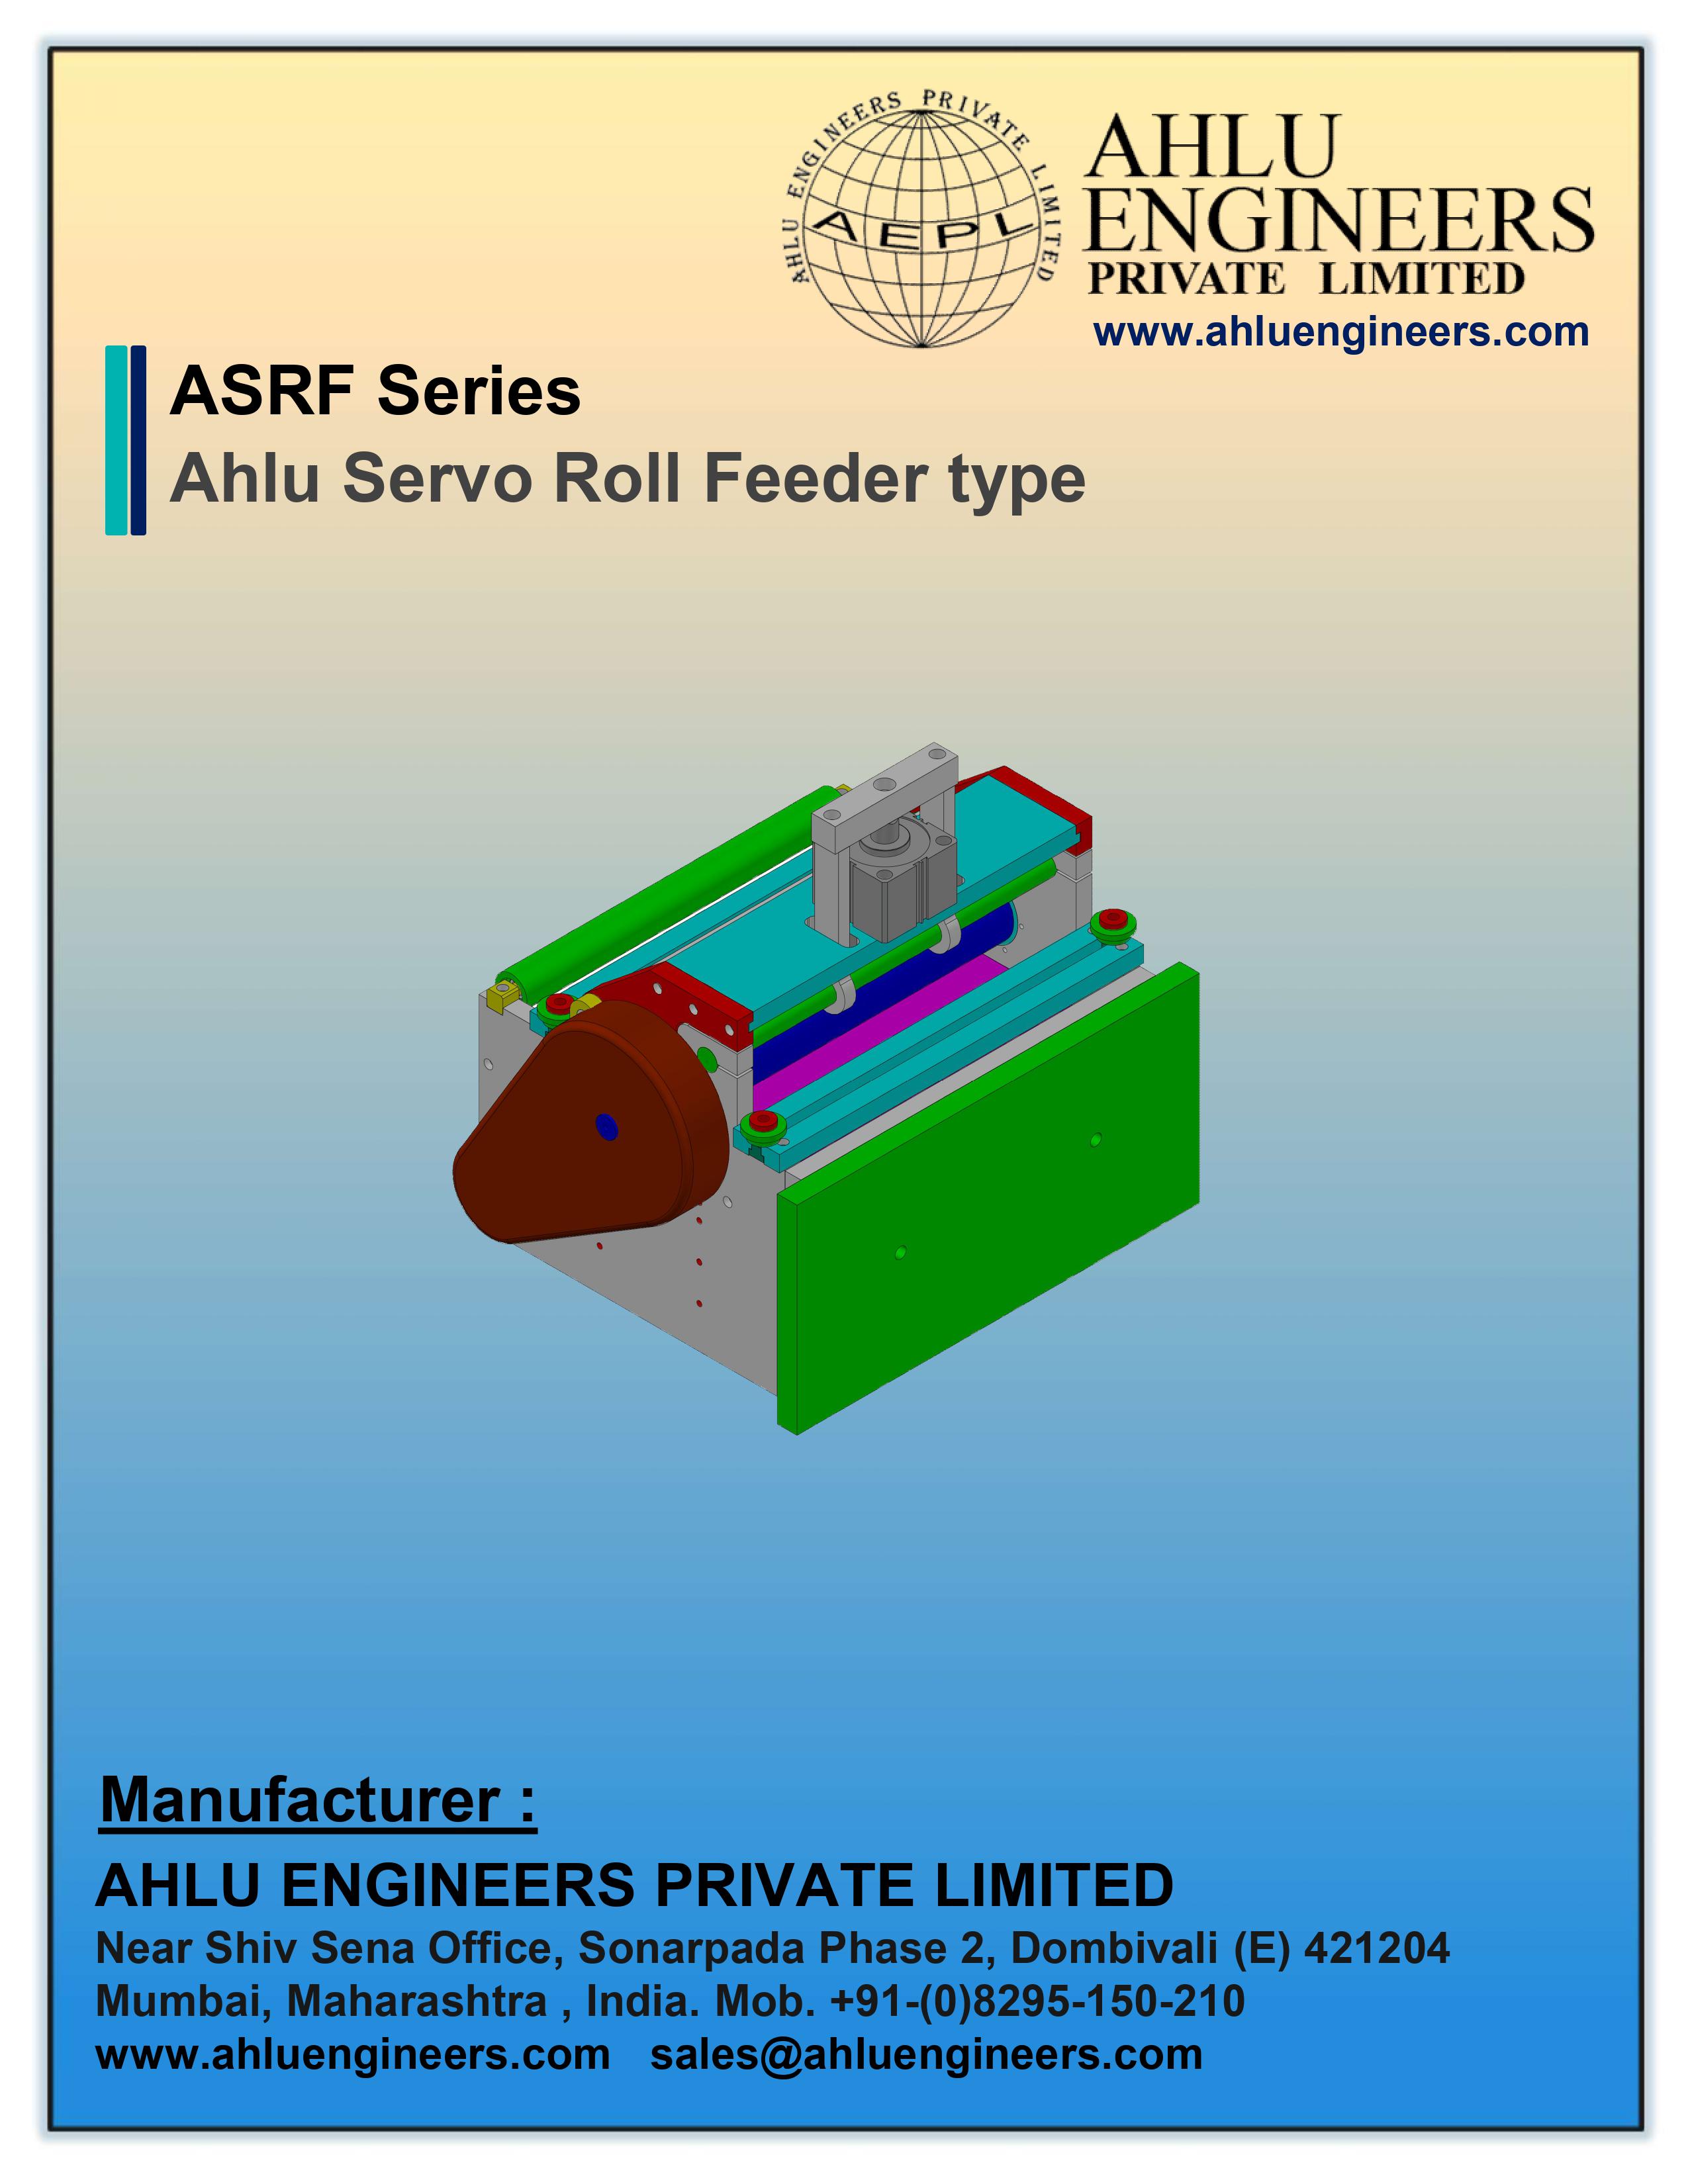 AHLU ENGINEERS PRIVATE LIMITED
AEPL
AHLU
ENGINEERS
PRIVATE LIMITED
www.ahluengineers.com
ASRF Series
Ahlu Servo Roll Feeder type
Manufacturer :
AHLU ENGINEERS PRIVATE LIMITED
Near Shiv Sena Office, Sonarpada Phase 2, Dombivali (E) 421204
Mumbai, Maharashtra , India. Mob. +91-(0)8295-150-210
www.ahluengineers.com sales@ahluengineers.com